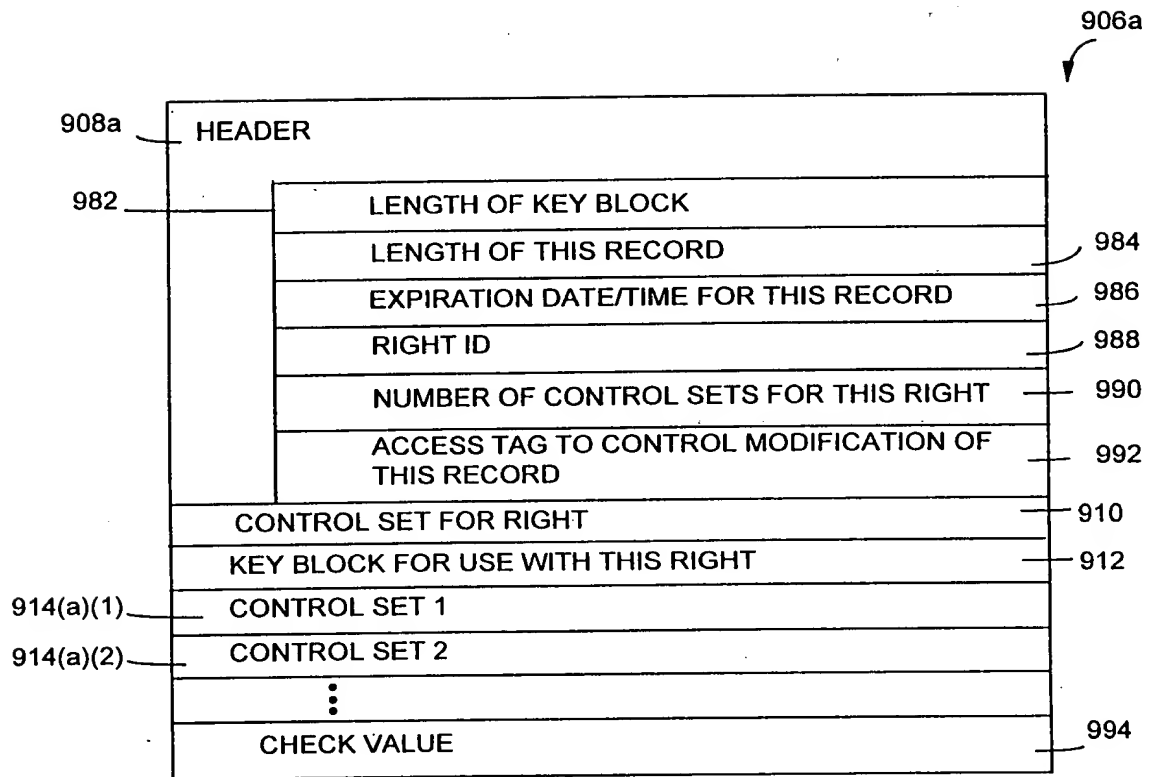 906a
908a
HEADER
982
LENGTH OF KEY BLOCK
LENGTH OF THIS RECORD
984
EXPIRATION DATE/TIME FOR THIS RECORD
986
RIGHT ID
988
NUMBER OF CONTROL SETS FOR THIS RIGHT
990
ACCESS TAG TO CONTROL MODIFICATION OF
THIS RECORD
992
CONTROL SET FOR RIGHT
910
KEY BLOCK FOR USE WITH THIS RIGHT
912
914(a)(1)
CONTROL SET 1
914(a)(2)
CONTROL SET 2
CHECK VALUE
994